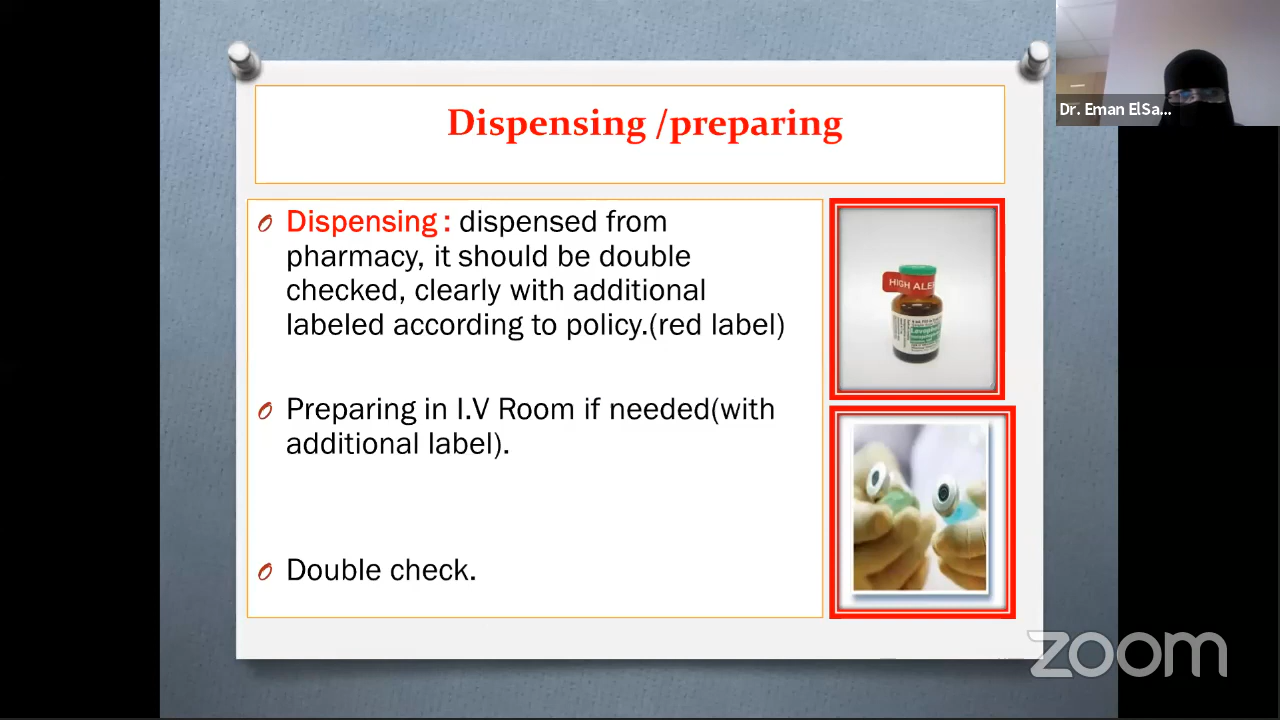 Dispensing /preparing
Dr. Eman ElSa...
Dispensing : dispensed from
pharmacy, it should be double
checked, clearly with additional
labeled according to policy.(red label)
HIGH ALE
Preparing in I.V Room if needed(with
additional label).
Double check.
zoom